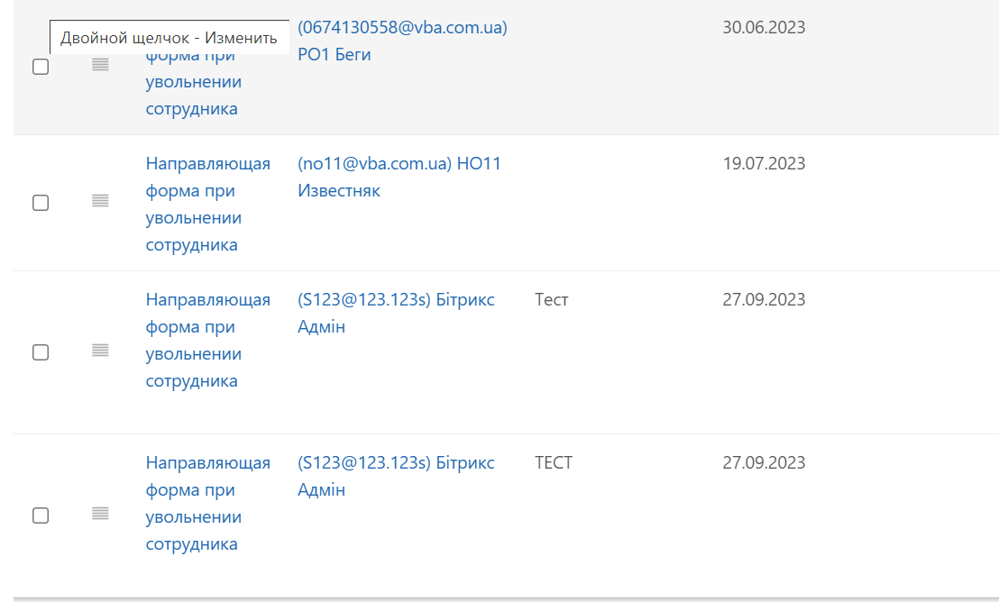 Двойной щелчок - Изменить
форма при
увольнении
сотрудника
(0674130558@vba.com.ua)
РО1 Беги
30.06.2023
Направляющая
форма при
увольнении
сотрудника
(no11@vba.com.ua) НО11
Известняк
19.07.2023
Направляющая
форма при
увольнении
сотрудника
(S123@123.123s) Бітрикс
Адмін
Тест
27.09.2023
Направляющая
форма при
увольнении
сотрудника
(S123@123.123s) Бітрикс
Адмін
ТЕСТ
27.09.2023